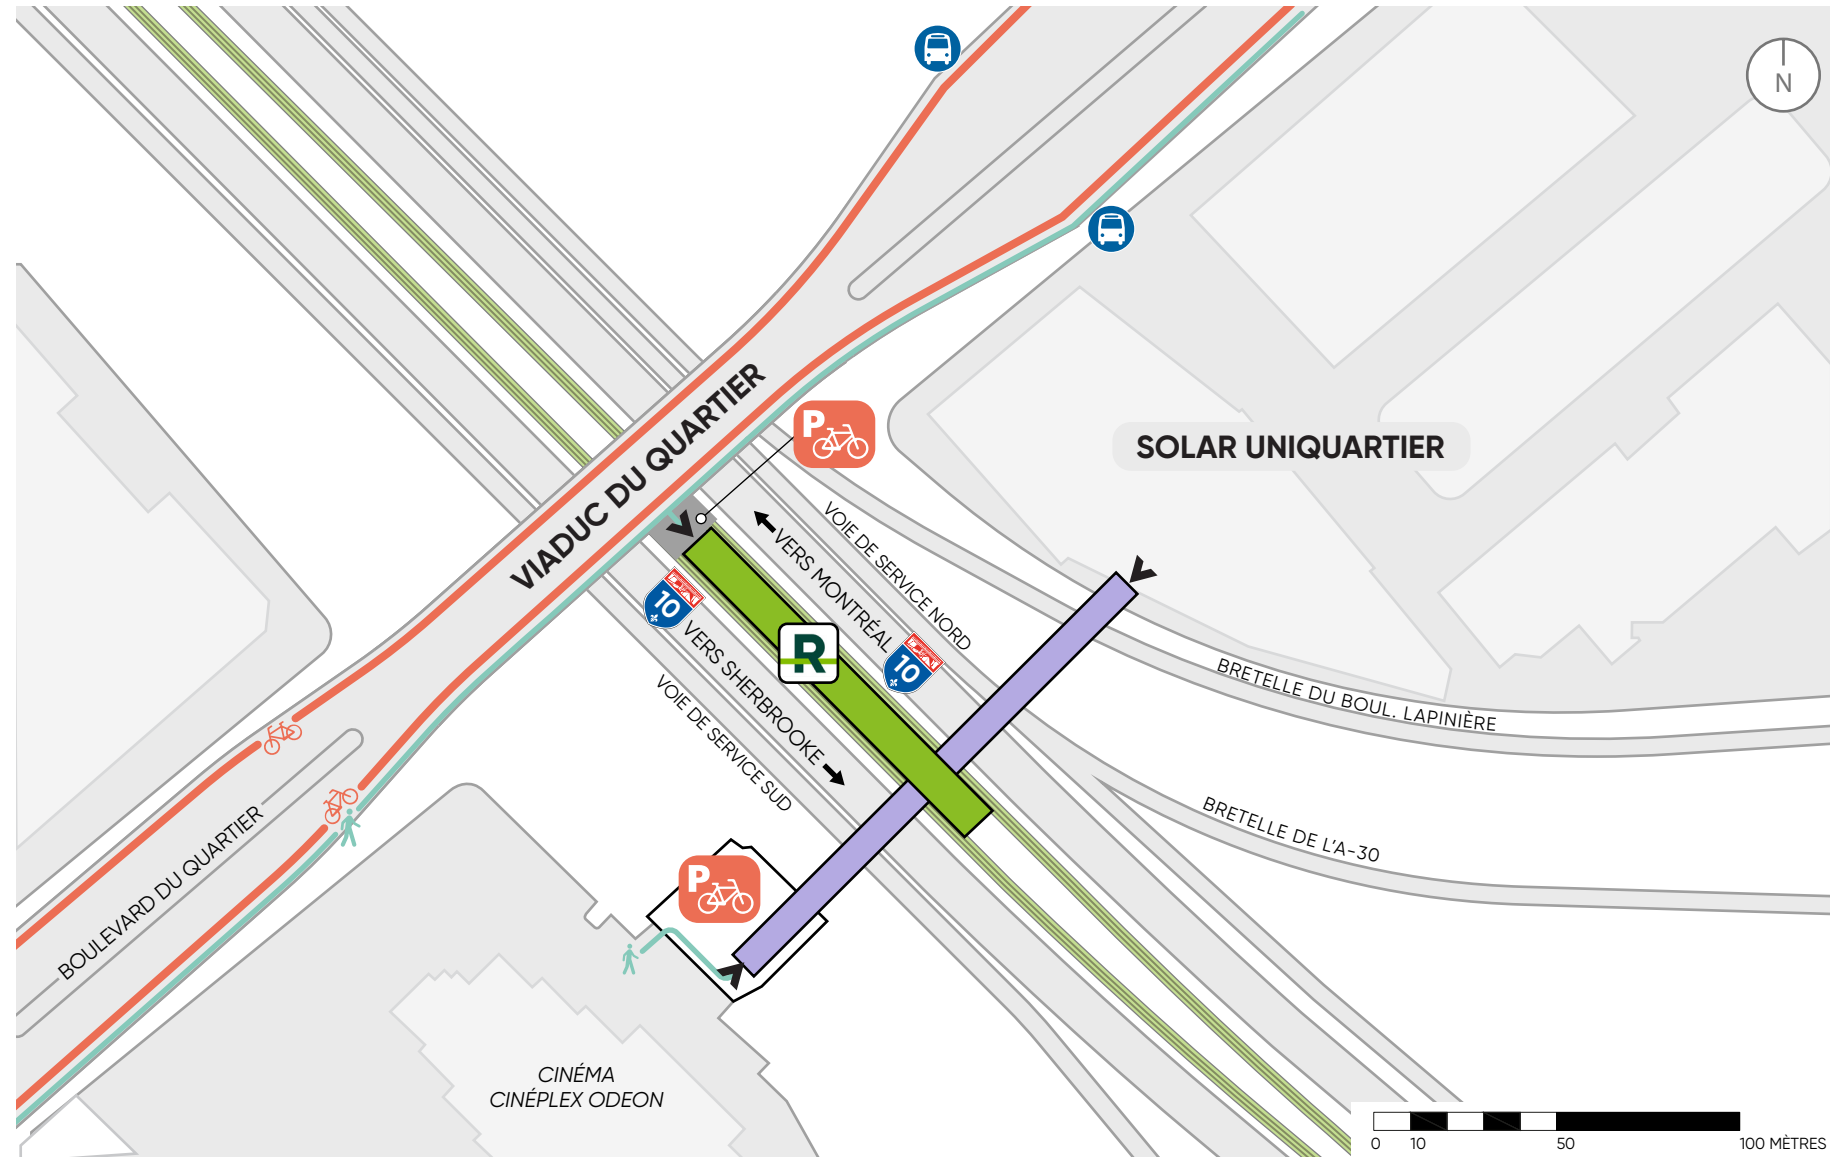 N
VIADUC DU QUARTIER
P
SOLAR UNIQUARTIER
VOIE DE SERVICE NORD
VERS MONTRÉAL
10
10
R
VERS SHERBROOKE
VOIE DE SERVICE SUD
BRETELLE DU BOUL. LAPINIÈRE
BRETELLE DE L'A-30
BOULEVARD DU QUARTIER
P
CINÉMA
CINÉPLEX ODEON
0 10 50 100 MÈTRES